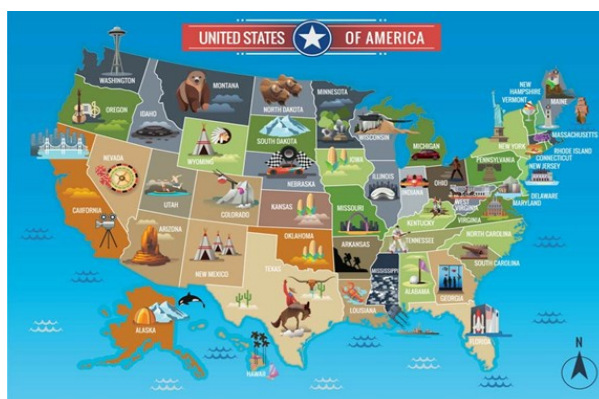 UNITED STATES OF AMERICA
WASHINGTON
MONTANA
NORTH DAKOTA
MINNESOTA
NEW HAMPSHIRE
VERMONT
MAINE
OREGON
IDAHO
WISCONSIN
MASSACHUSETTS
SOUTH DAKOTA
MICHIGAN
NEW YORK
RHODE ISLAND
CONNECTICUT
WYOMING
IOWA
PENNSYLVANIA
NEW JERSEY
NEVADA
NEBRASKA
ILLINOIS
INDIANA
OHIO
DELAWARE
MARYLAND
UTAH
COLORADO
WEST VIRGINIA
VIRGINIA
CALIFORNIA
KANSAS
MISSOURI
KENTUCKY
NORTH CAROLINA
ARIZONA
OKLAHOMA
TENNESSEE
ARKANSAS
SOUTH CAROLINA
NEW MEXICO
TEXAS
MISSISSIPPI
ALABAMA
GEORGIA
LOUSIANA
ALASKA
FLORIDA
HAWAII
N